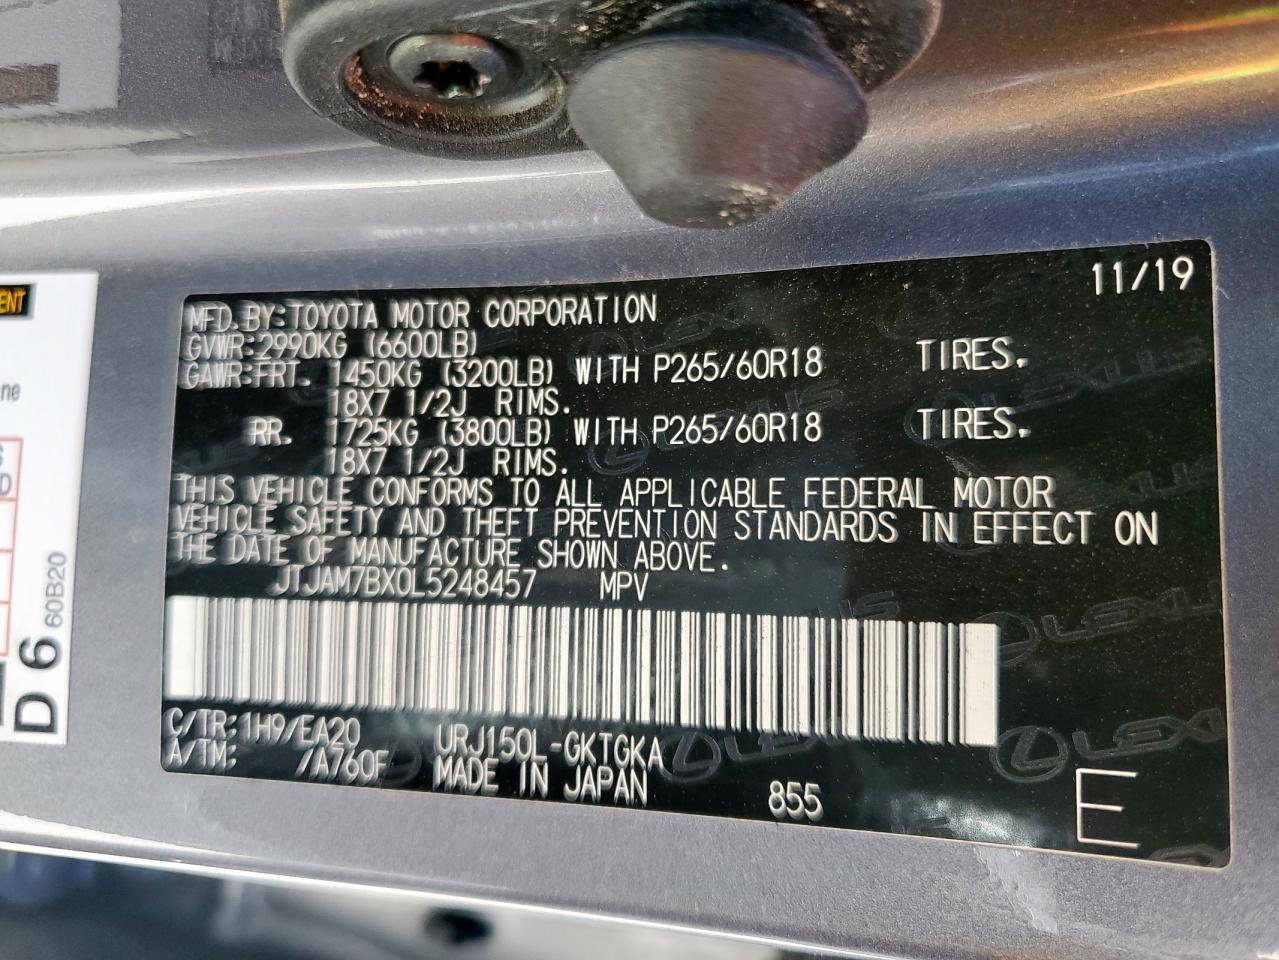 11/19
MFD. BY: TOYOTA MOTOR CORPORATION
GVWR: 2990KG (6600LB)
GAWR: FRT. 1450KG (3200LB) WITH P265/60R18 TIRES.
18X7 1/2J RIMS.
RR. 1725KG (3800LB) WITH P265/60R18 TIRES.
18X7 1/2J RIMS.
THIS VEHICLE CONFORMS TO ALL APPLICABLE FEDERAL MOTOR
VEHICLE SAFETY AND THEFT PREVENTION STANDARDS IN EFFECT ON
THE DATE OF MANUFACTURE SHOWN ABOVE.
JTJAM7BX0L5248457 MPV
C/TR: 1H9/EA20 URJ150L-GKTGKA
A/TM: /A760F MADE IN JAPAN 855
E
LEXUS
D6 60B20